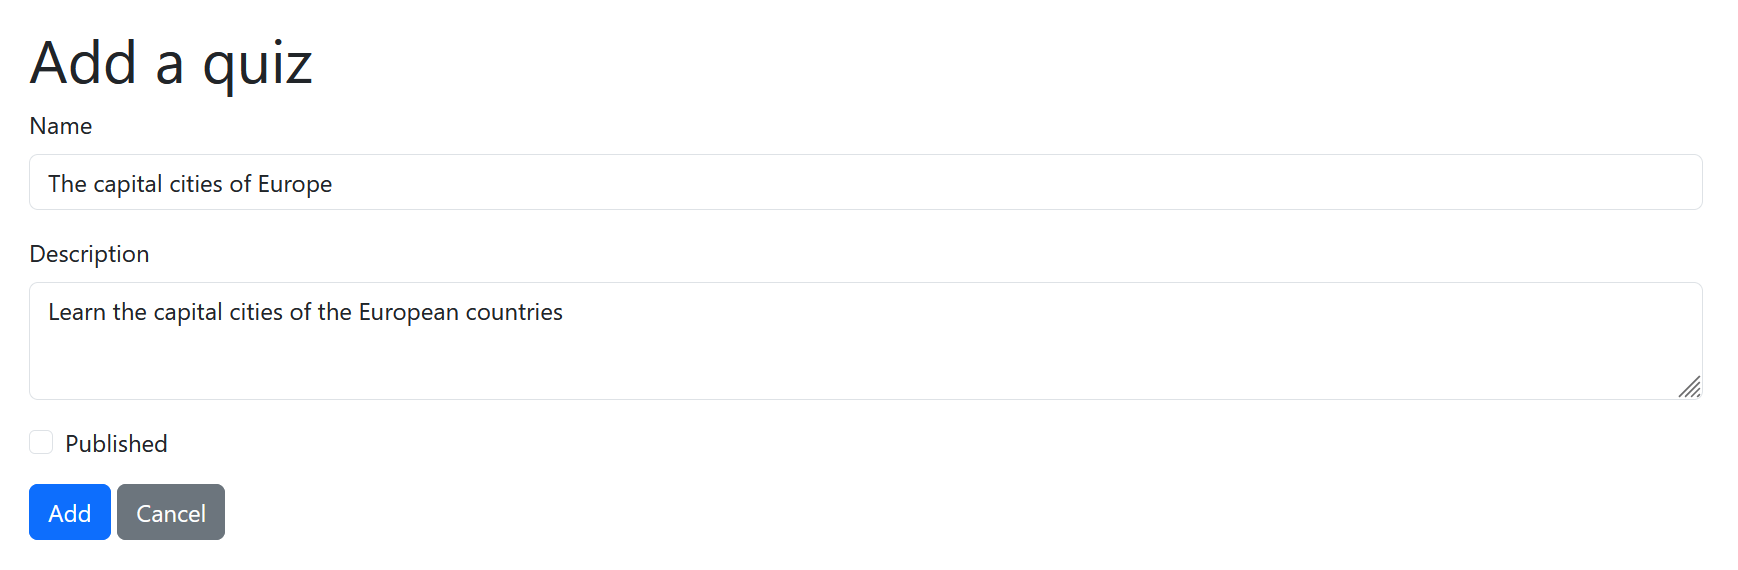 Add a quiz
Name
The capital cities of Europe
Description
Learn the capital cities of the European countries
Published
Add Cancel